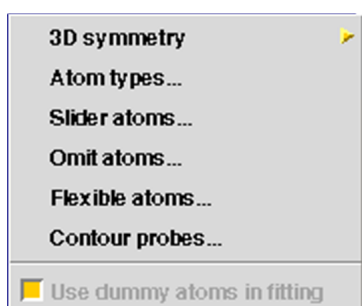 3D symmetry
Atom types...
Slider atoms...
Omit atoms...
Flexible atoms...
Contour probes...
Use dummy atoms in fitting